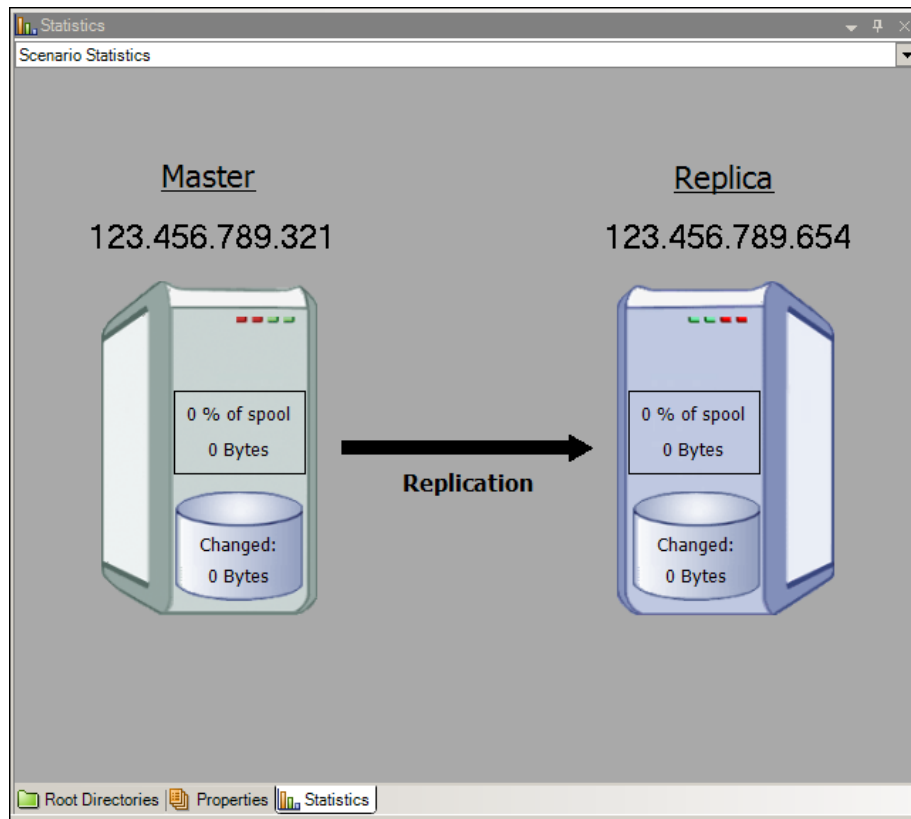 Statistics
Scenario Statistics
Master
Replica
123.456.789.321
123.456.789.654
0 % of spool
0 Bytes
0 % of spool
0 Bytes
Replication
Changed:
0 Bytes
Changed:
0 Bytes
Root Directories
Properties
Statistics